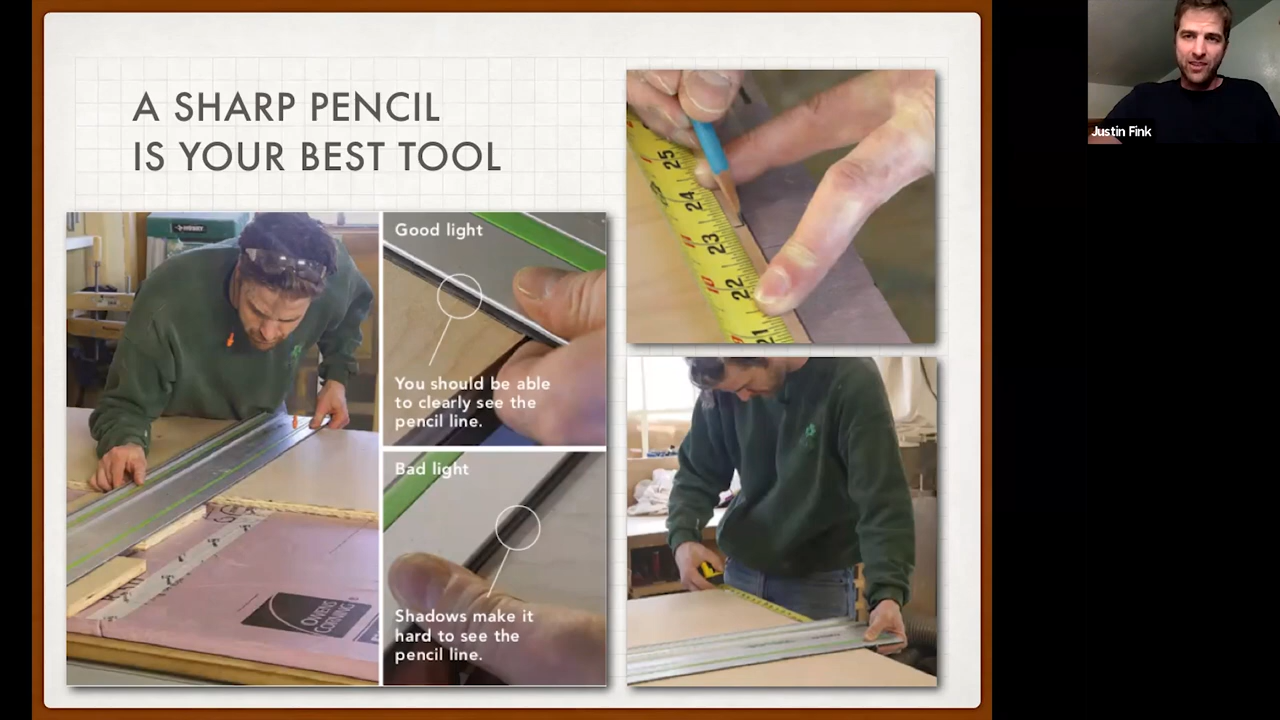 A SHARP PENCIL
IS YOUR BEST TOOL
Good light
You should be able
to clearly see the
pencil line.
Bad light
Shadows make it
hard to see the
pencil line.
OWENS
CORNING
25
24
23
22
21
Justin Fink